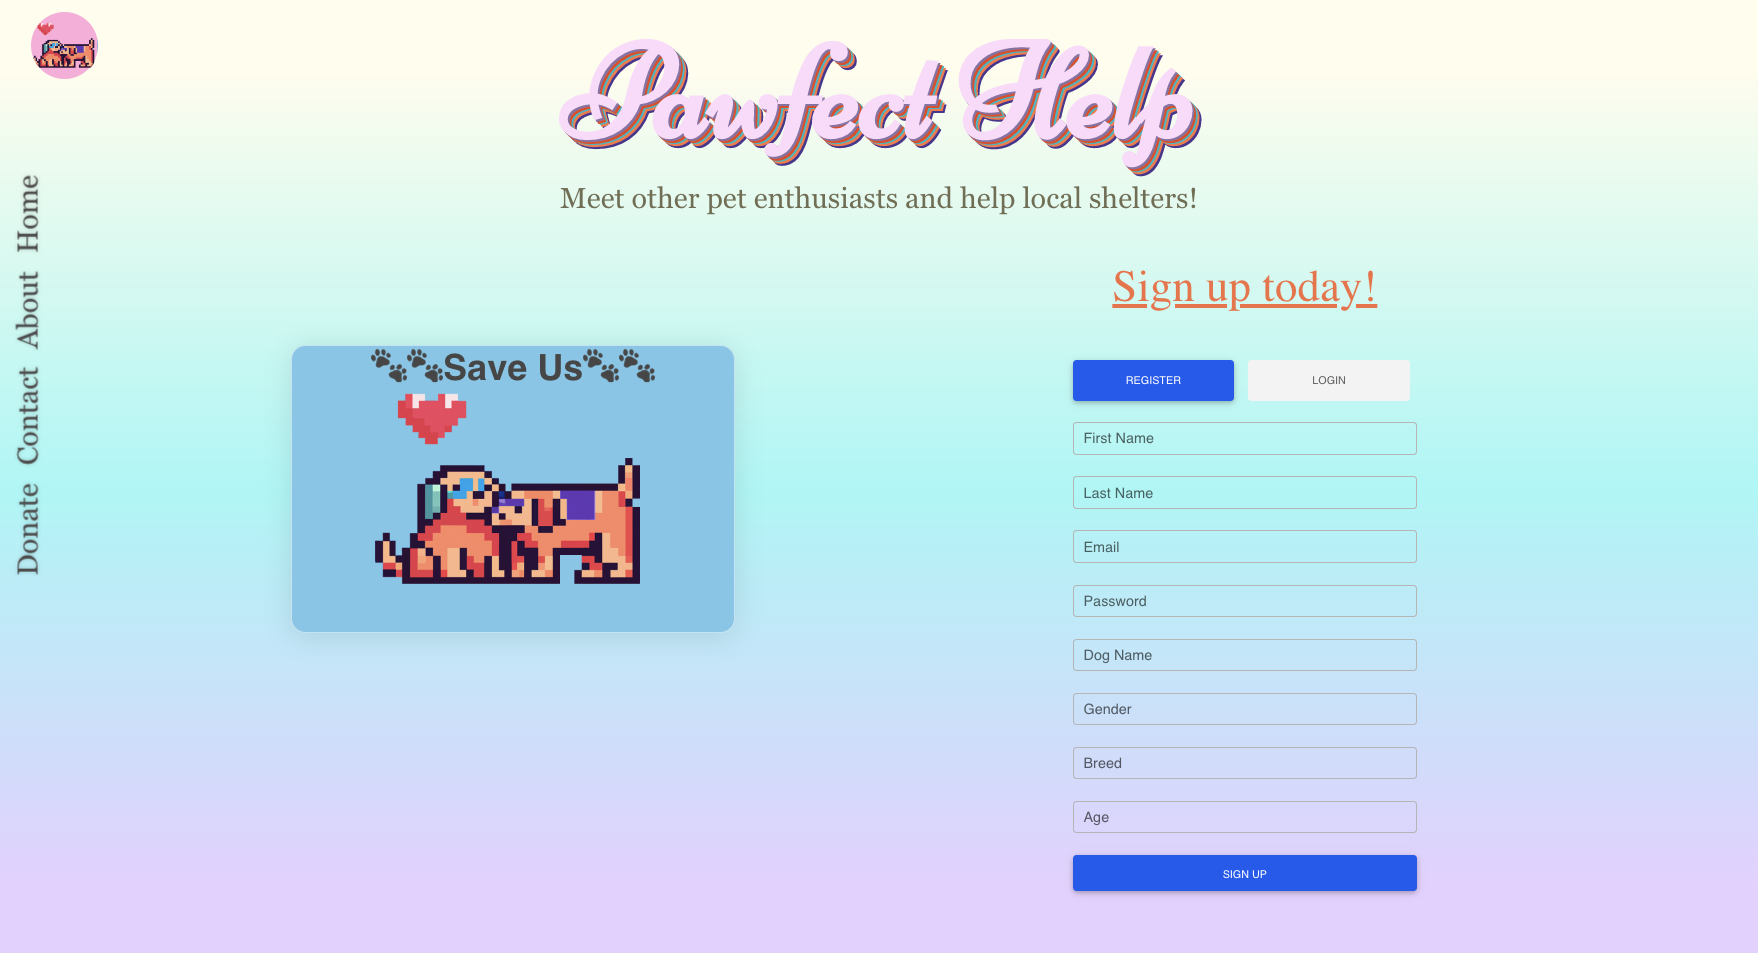 Pawfect Help
Meet other pet enthusiasts and help local shelters!
Home
About
Contact
Donate
🐾🐾Save Us🐾🐾
Sign up today!
REGISTER
LOGIN
First Name
Last Name
Email
Password
Dog Name
Gender
Breed
Age
SIGN UP